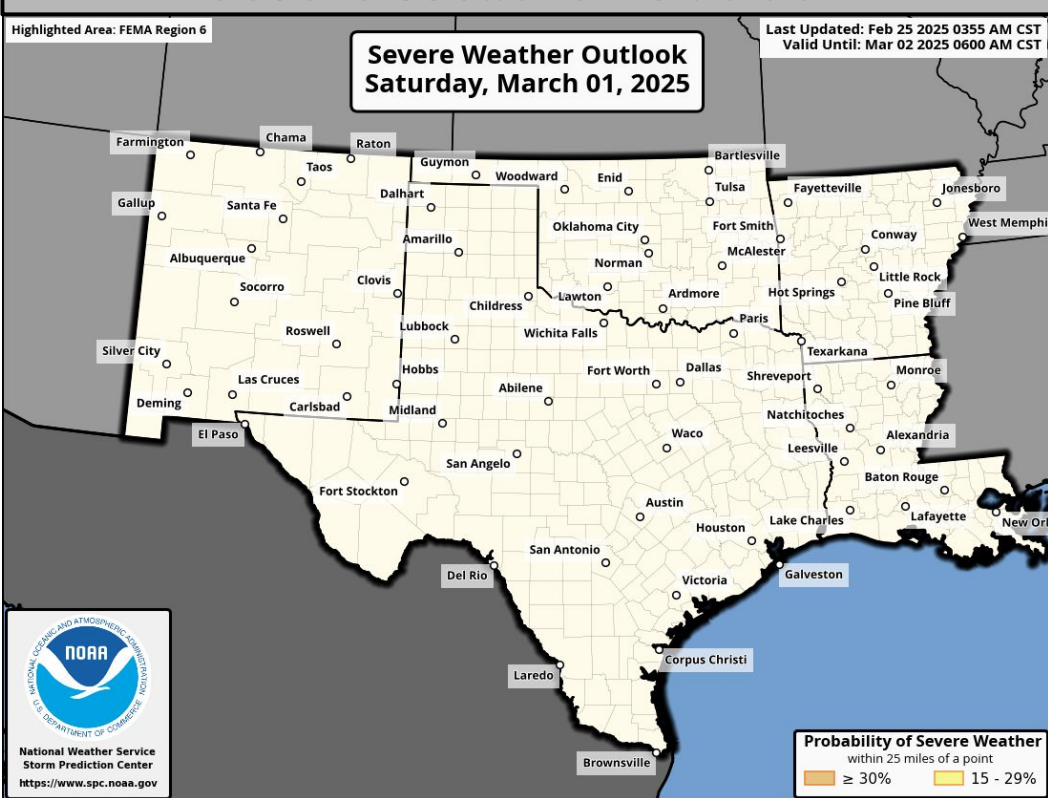 Highlighted Area: FEMA Region 6
Severe Weather Outlook
Saturday, March 01, 2025
Last Updated: Feb 25 2025 0355 AM CST
Valid Until: Mar 02 2025 0600 AM CST
Farmington
Chama
Raton
Taos
Guymon
Woodward
Enid
Bartlesville
Tulsa
Fayetteville
Jonesboro
Gallup
Santa Fe
Dalhart
Oklahoma City
Fort Smith
West Memphi
Conway
Albuquerque
Amarillo
Norman
McAlester
Little Rock
Socorro
Clovis
Childress
Lawton
Ardmore
Hot Springs
Pine Bluff
Roswell
Lubbock
Wichita Falls
Paris
Texarkana
Silver City
Las Cruces
Hobbs
Fort Worth
Dallas
Shreveport
Monroe
Deming
Carlsbad
Midland
Abilene
Natchitoches
El Paso
San Angelo
Waco
Leesville
Alexandria
Fort Stockton
Austin
Baton Rouge
Houston
Lake Charles
Lafayette
New Orl
San Antonio
Del Rio
Victoria
Galveston
Laredo
Corpus Christi
Brownsville
NATIONAL OCEANIC AND ATMOSPHERIC ADMINISTRATION
NOAA
U.S. DEPARTMENT OF COMMERCE
National Weather Service
Storm Prediction Center
https://www.spc.noaa.gov
Probability of Severe Weather
within 25 miles of a point
≥ 30%
15 - 29%